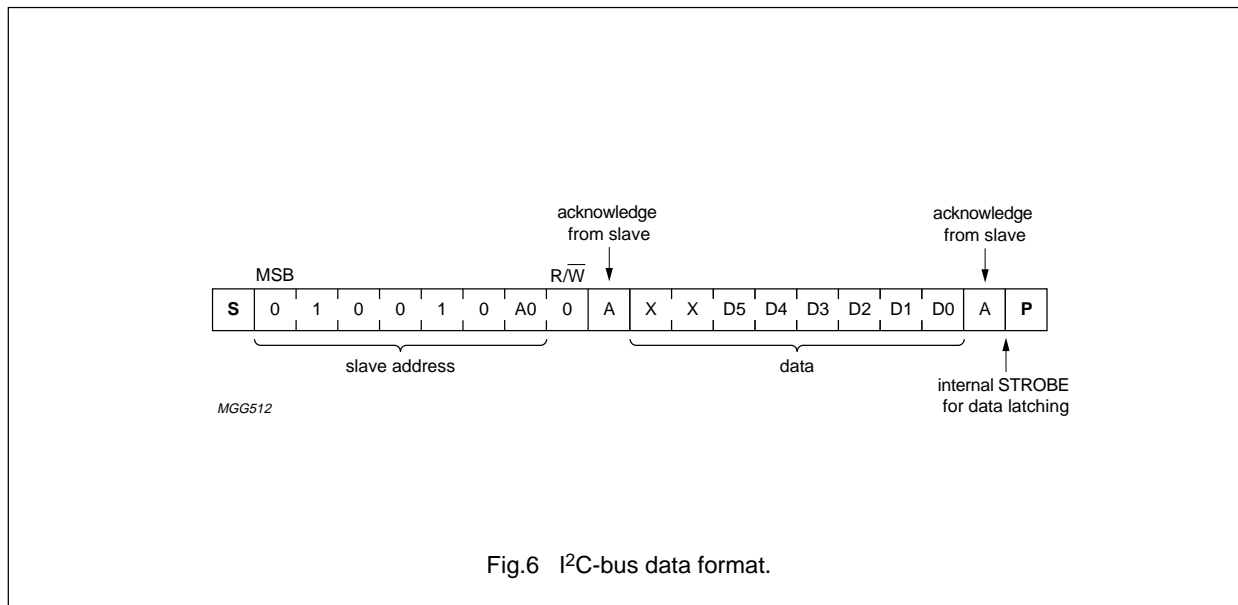 acknowledge
from slave
acknowledge
from slave
MSB
R/W̅
S 0 1 0 0 1 0 A0 0 A X X D5 D4 D3 D2 D1 D0 A P
slave address
data
internal STROBE
for data latching
MGG512
Fig.6 I²C-bus data format.